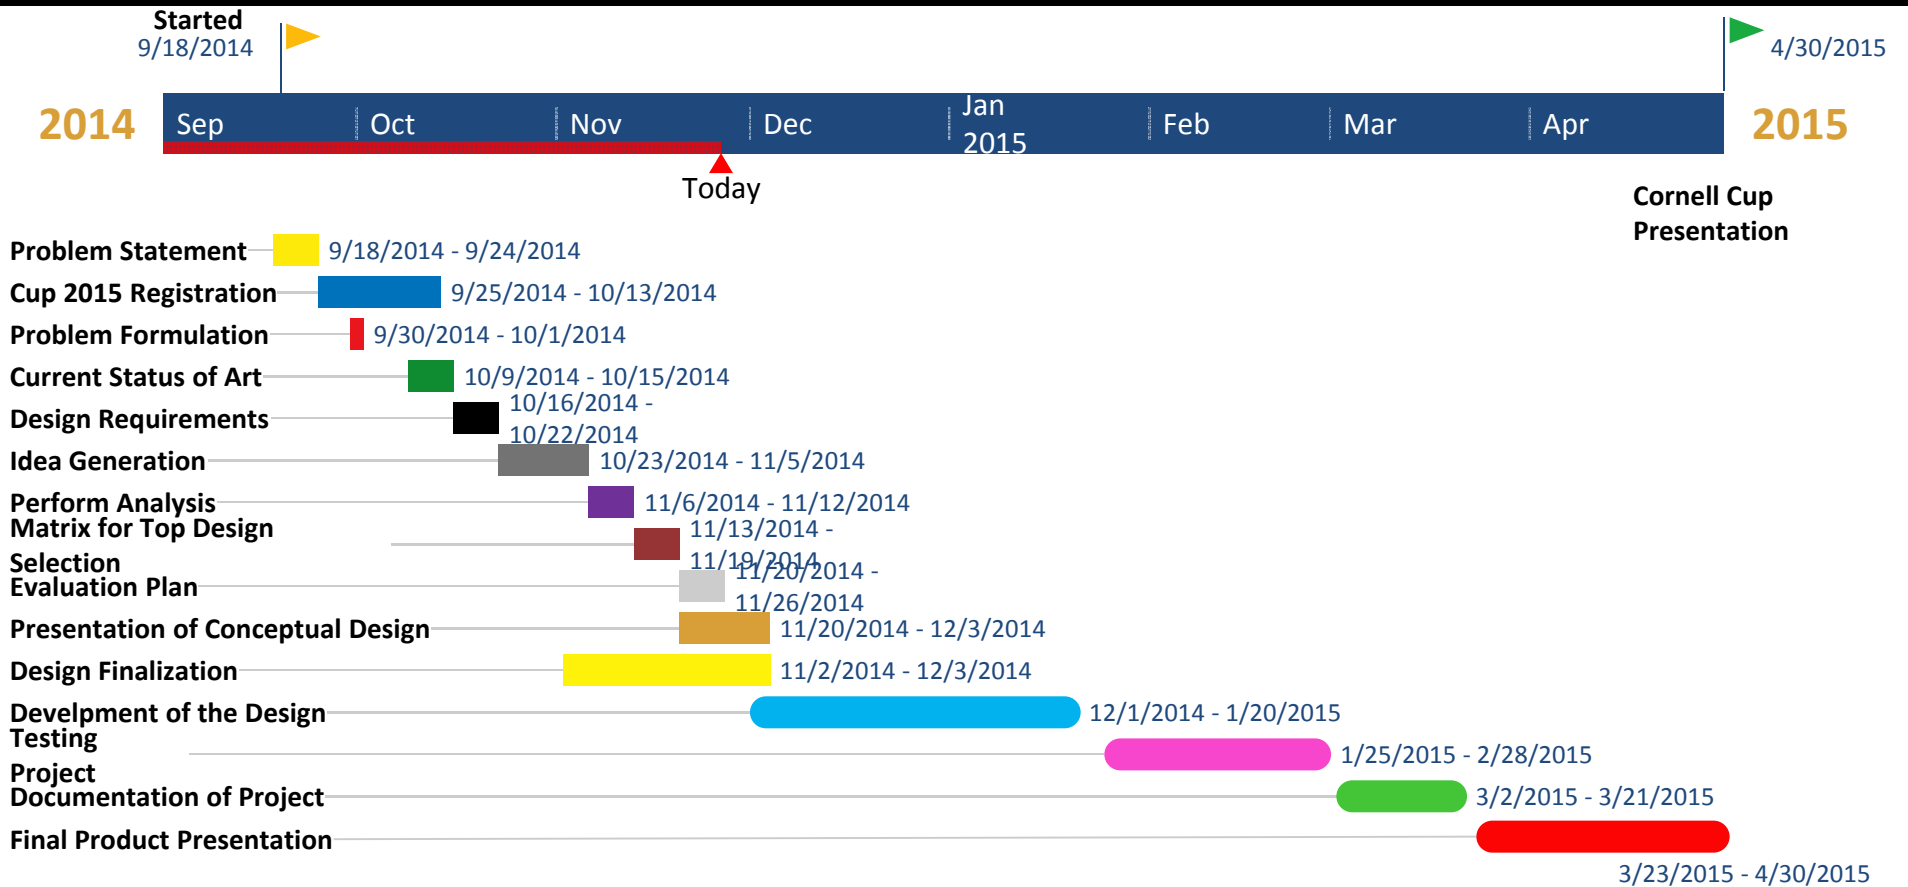 Started
9/18/2014
4/30/2015
2014
Sep
Oct
Nov
Dec
Jan
2015
Feb
Mar
Apr
2015
Today
Cornell Cup
Presentation
Problem Statement
9/18/2014 - 9/24/2014
Cup 2015 Registration
9/25/2014 - 10/13/2014
Problem Formulation
9/30/2014 - 10/1/2014
Current Status of Art
10/9/2014 - 10/15/2014
Design Requirements
10/16/2014 -
10/22/2014
Idea Generation
10/23/2014 - 11/5/2014
Perform Analysis
11/6/2014 - 11/12/2014
Matrix for Top Design
Selection
11/13/2014 -
11/19/2014
Evaluation Plan
11/20/2014 -
11/26/2014
Presentation of Conceptual Design
11/20/2014 - 12/3/2014
Design Finalization
11/2/2014 - 12/3/2014
Develpment of the Design
12/1/2014 - 1/20/2015
Testing
Project
1/25/2015 - 2/28/2015
Documentation of Project
3/2/2015 - 3/21/2015
Final Product Presentation
3/23/2015 - 4/30/2015